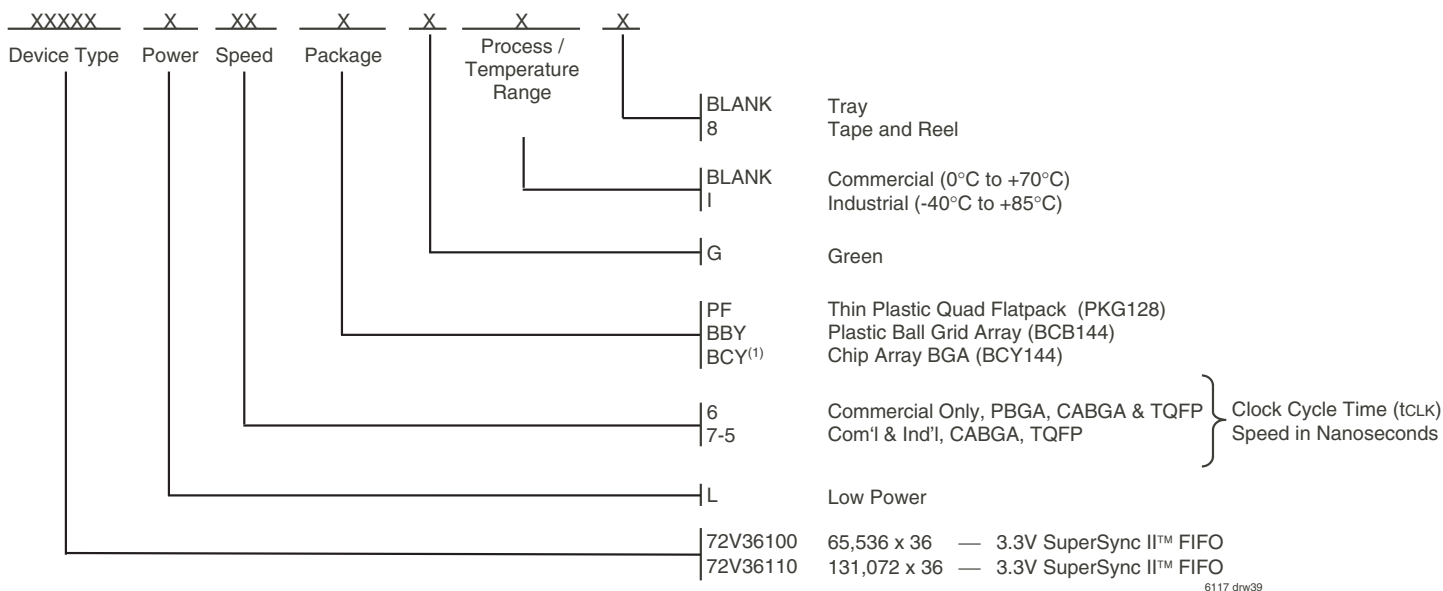 XXXXX X XX X X X X
Device Type Power Speed Package Process / Temperature Range
BLANK Tray
8 Tape and Reel
BLANK Commercial (0°C to +70°C)
I Industrial (-40°C to +85°C)
G Green
PF Thin Plastic Quad Flatpack (PKG128)
BBY Plastic Ball Grid Array (BCB144)
BCY(1) Chip Array BGA (BCY144)
6 Commercial Only, PBGA, CABGA & TQFP
7-5 Com'l & Ind'l, CABGA, TQFP
Clock Cycle Time (tCLK)
Speed in Nanoseconds
L Low Power
72V36100 65,536 x 36 — 3.3V SuperSync II™ FIFO
72V36110 131,072 x 36 — 3.3V SuperSync II™ FIFO
6117 drw39